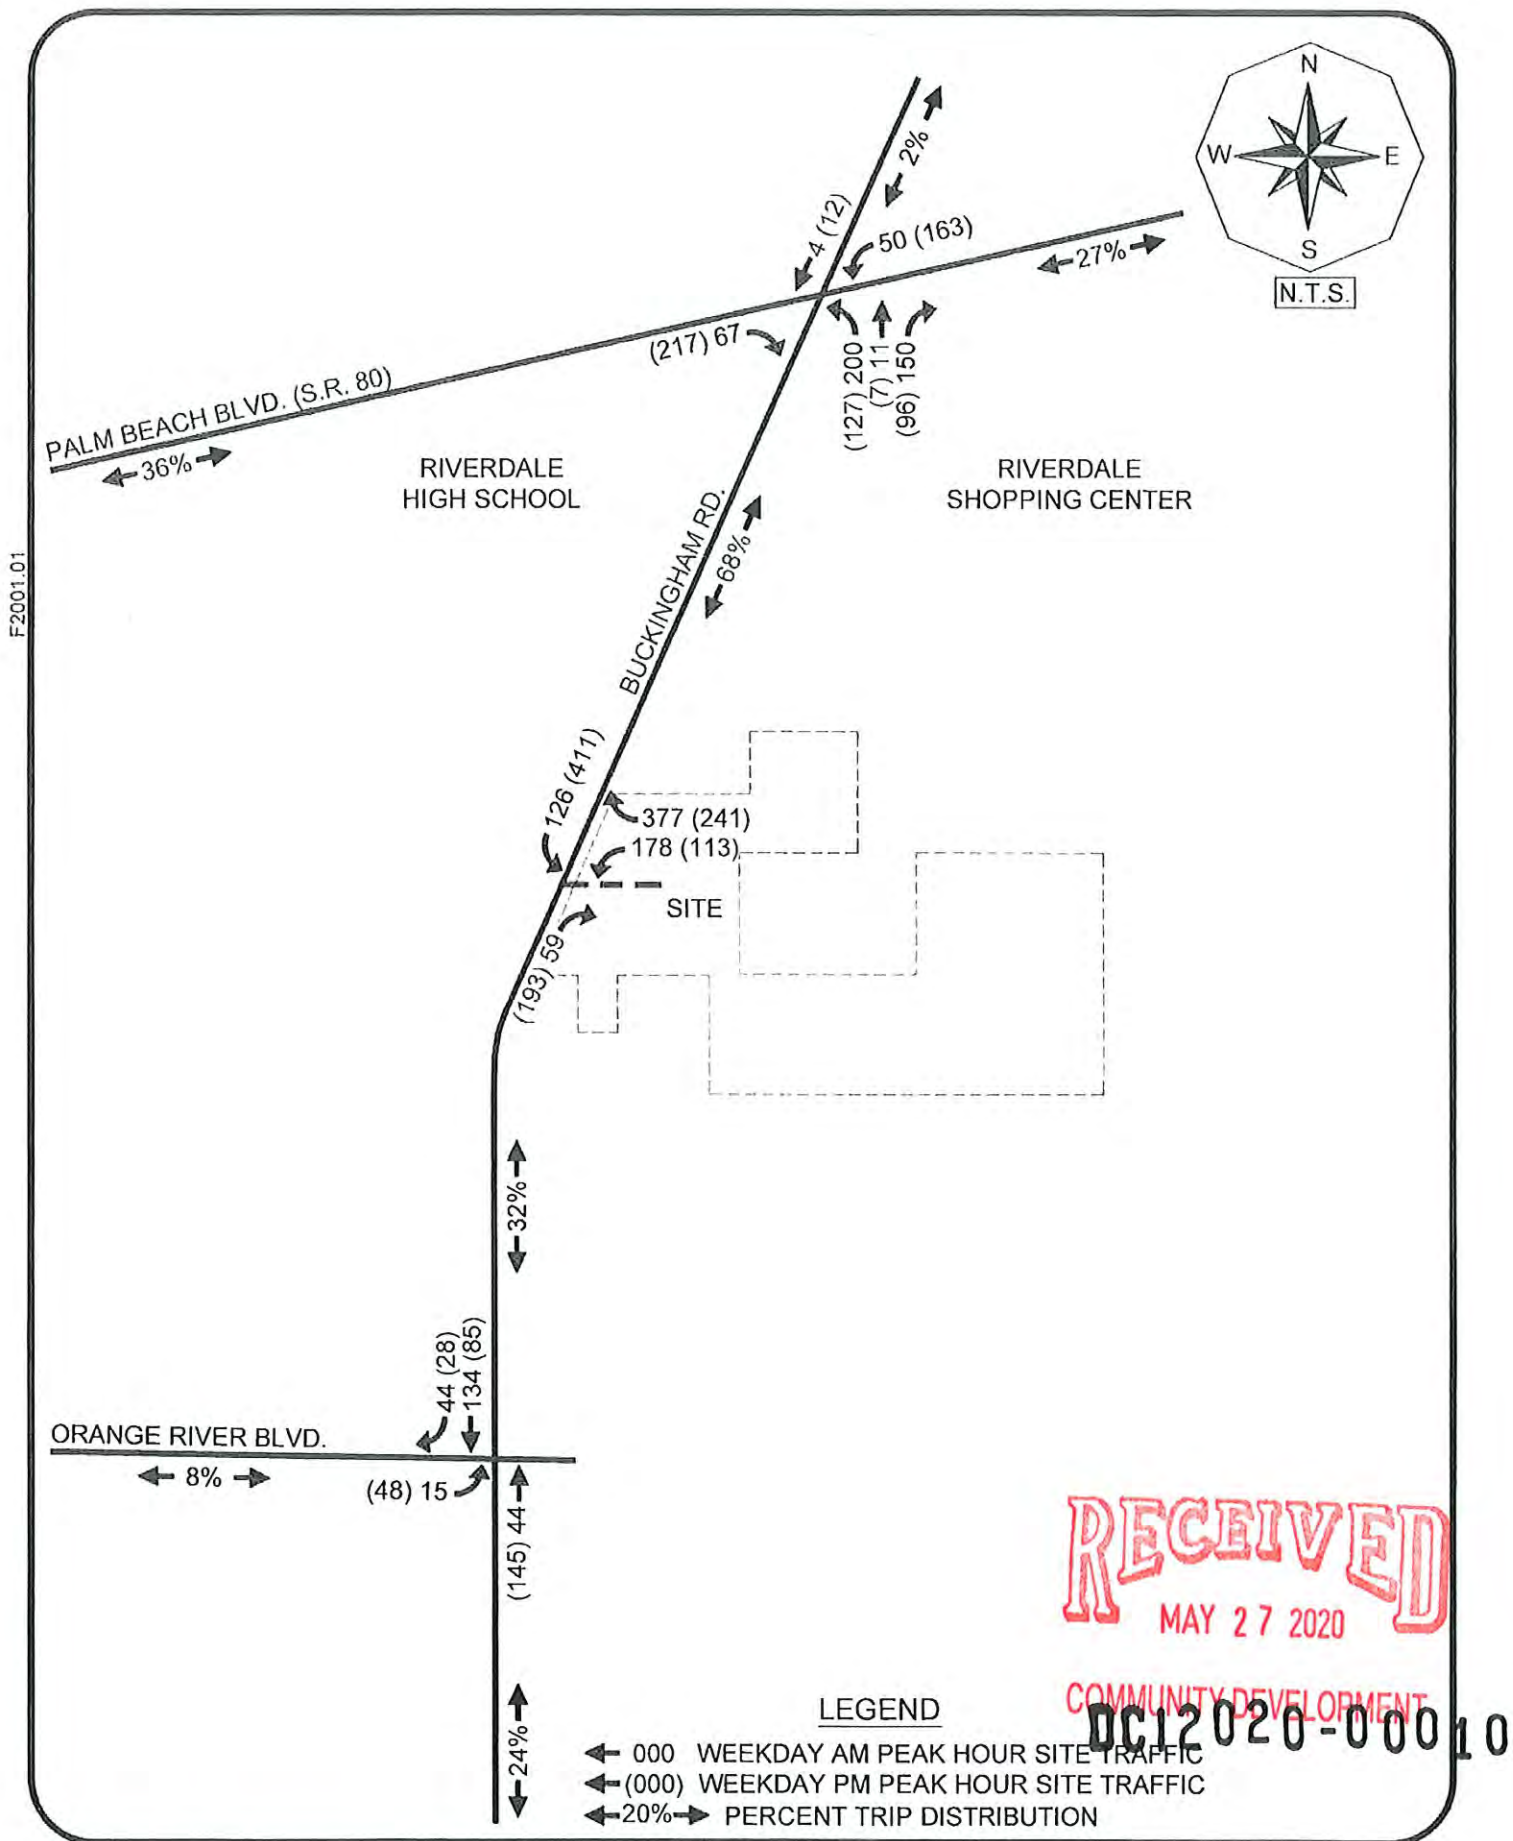 N
W E
S
N.T.S.
2%
4 (12)
50 (163)
27%
(217) 67
(127) 200
(7) 11
(96) 150
PALM BEACH BLVD. (S.R. 80)
36%
RIVERDALE
HIGH SCHOOL
RIVERDALE
SHOPPING CENTER
BUCKINGHAM RD.
68%
F2001.01
126 (411)
377 (241)
178 (113)
SITE
(193) 59
32%
44 (28)
134 (85)
ORANGE RIVER BLVD.
8%
(48) 15
(145) 44
24%
RECEIVED
MAY 27 2020
COMMUNITY DEVELOPMENT
DCI2020-00010
LEGEND
000 WEEKDAY AM PEAK HOUR SITE TRAFFIC
(000) WEEKDAY PM PEAK HOUR SITE TRAFFIC
20% PERCENT TRIP DISTRIBUTION